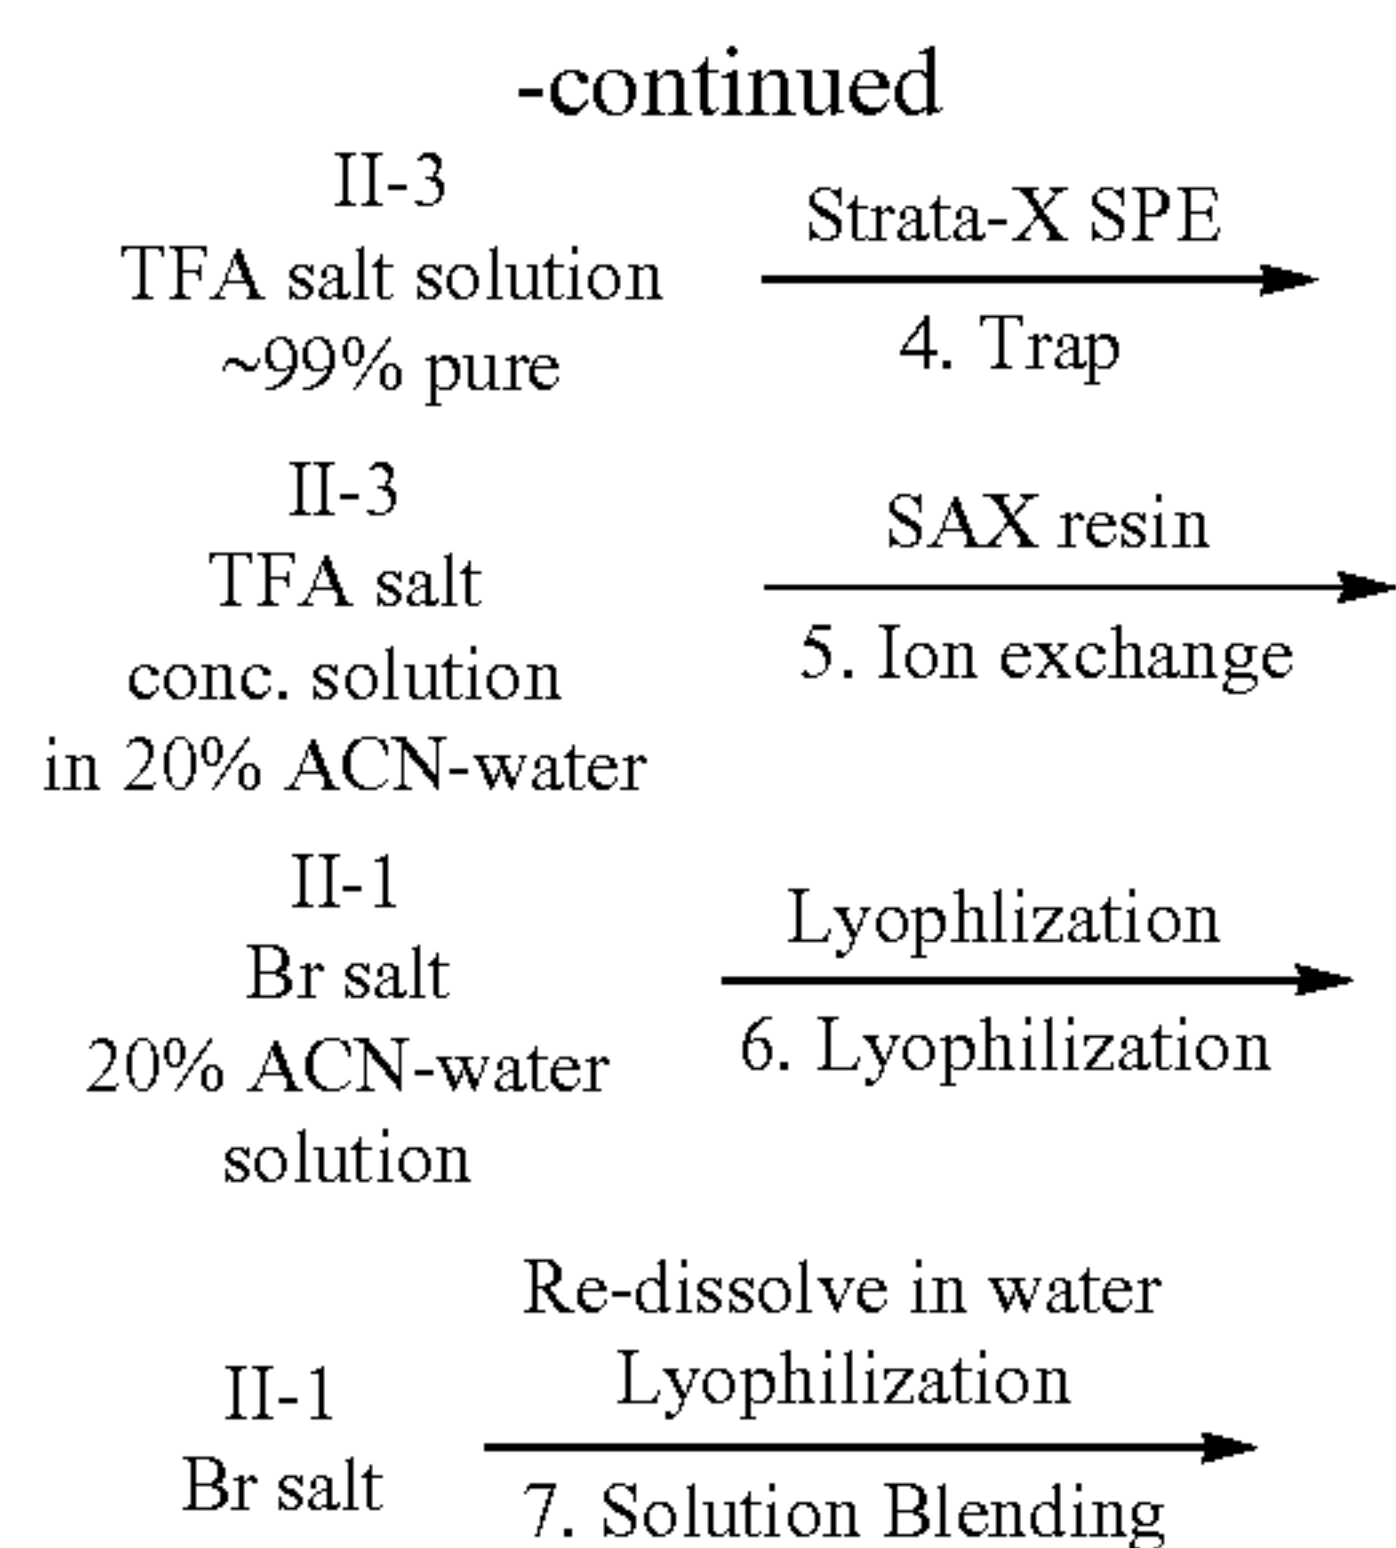 -continued
II-3
TFA salt solution
~99% pure
Strata-X SPE
4. Trap
II-3
TFA salt
conc. solution
in 20% ACN-water
SAX resin
5. Ion exchange
II-1
Br salt
20% ACN-water
solution
Lyophlization
6. Lyophilization
II-1
Br salt
Re-dissolve in water
Lyophilization
7. Solution Blending